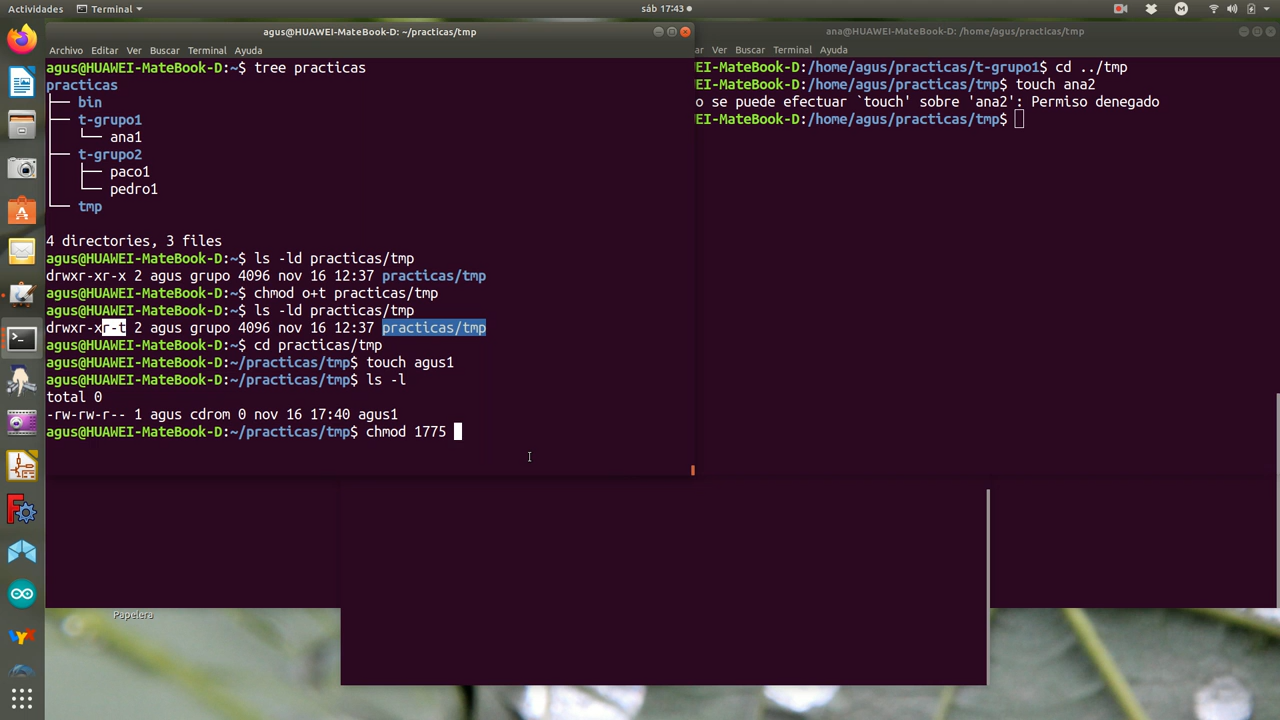 Actividades
Terminal
sáb 17:43
agus@HUAWEI-MateBook-D: ~/practicas/tmp
Archivo Editar Ver Buscar Terminal Ayuda
agus@HUAWEI-MateBook-D:~$ tree practicas
practicas
├── bin
├── t-grupo1
│   └── ana1
├── t-grupo2
│   ├── paco1
│   └── pedro1
└── tmp
4 directories, 3 files
agus@HUAWEI-MateBook-D:~$ ls -ld practicas/tmp
drwxr-xr-x 2 agus grupo 4096 nov 16 12:37 practicas/tmp
agus@HUAWEI-MateBook-D:~$ chmod o+t practicas/tmp
agus@HUAWEI-MateBook-D:~$ ls -ld practicas/tmp
drwxr-xr-t 2 agus grupo 4096 nov 16 12:37 practicas/tmp
agus@HUAWEI-MateBook-D:~$ cd practicas/tmp
agus@HUAWEI-MateBook-D:~/practicas/tmp$ touch agus1
agus@HUAWEI-MateBook-D:~/practicas/tmp$ ls -l
total 0
-rw-rw-r-- 1 agus cdrom 0 nov 16 17:40 agus1
agus@HUAWEI-MateBook-D:~/practicas/tmp$ chmod 1775
ana@HUAWEI-MateBook-D: /home/agus/practicas/tmp
ar Ver Buscar Terminal Ayuda
EI-MateBook-D:/home/agus/practicas/t-grupo1$ cd ../tmp
EI-MateBook-D:/home/agus/practicas/tmp$ touch ana2
o se puede efectuar `touch' sobre 'ana2': Permiso denegado
EI-MateBook-D:/home/agus/practicas/tmp$
Papelera